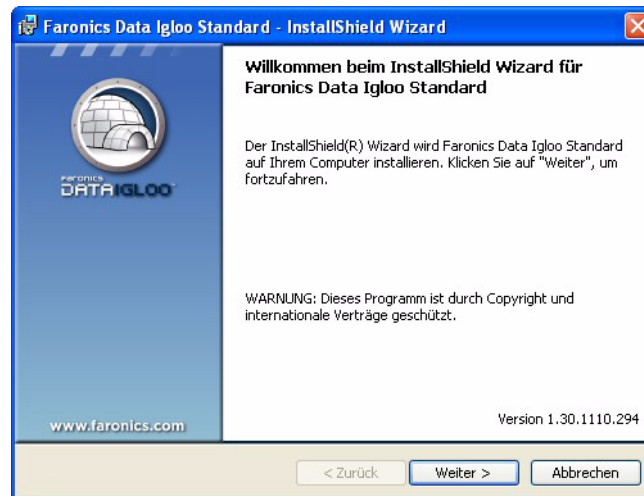 Faronics Data Igloo Standard - InstallShield Wizard
Willkommen beim InstallShield Wizard für
Faronics Data Igloo Standard
Der InstallShield(R) Wizard wird Faronics Data Igloo Standard
auf Ihrem Computer installieren. Klicken Sie auf "Weiter", um
fortzufahren.
FARONICS
DATA IGLOO
WARNUNG: Dieses Programm ist durch Copyright und
internationale Verträge geschützt.
www.faronics.com
Version 1.30.1110.294
< Zurück
Weiter >
Abbrechen